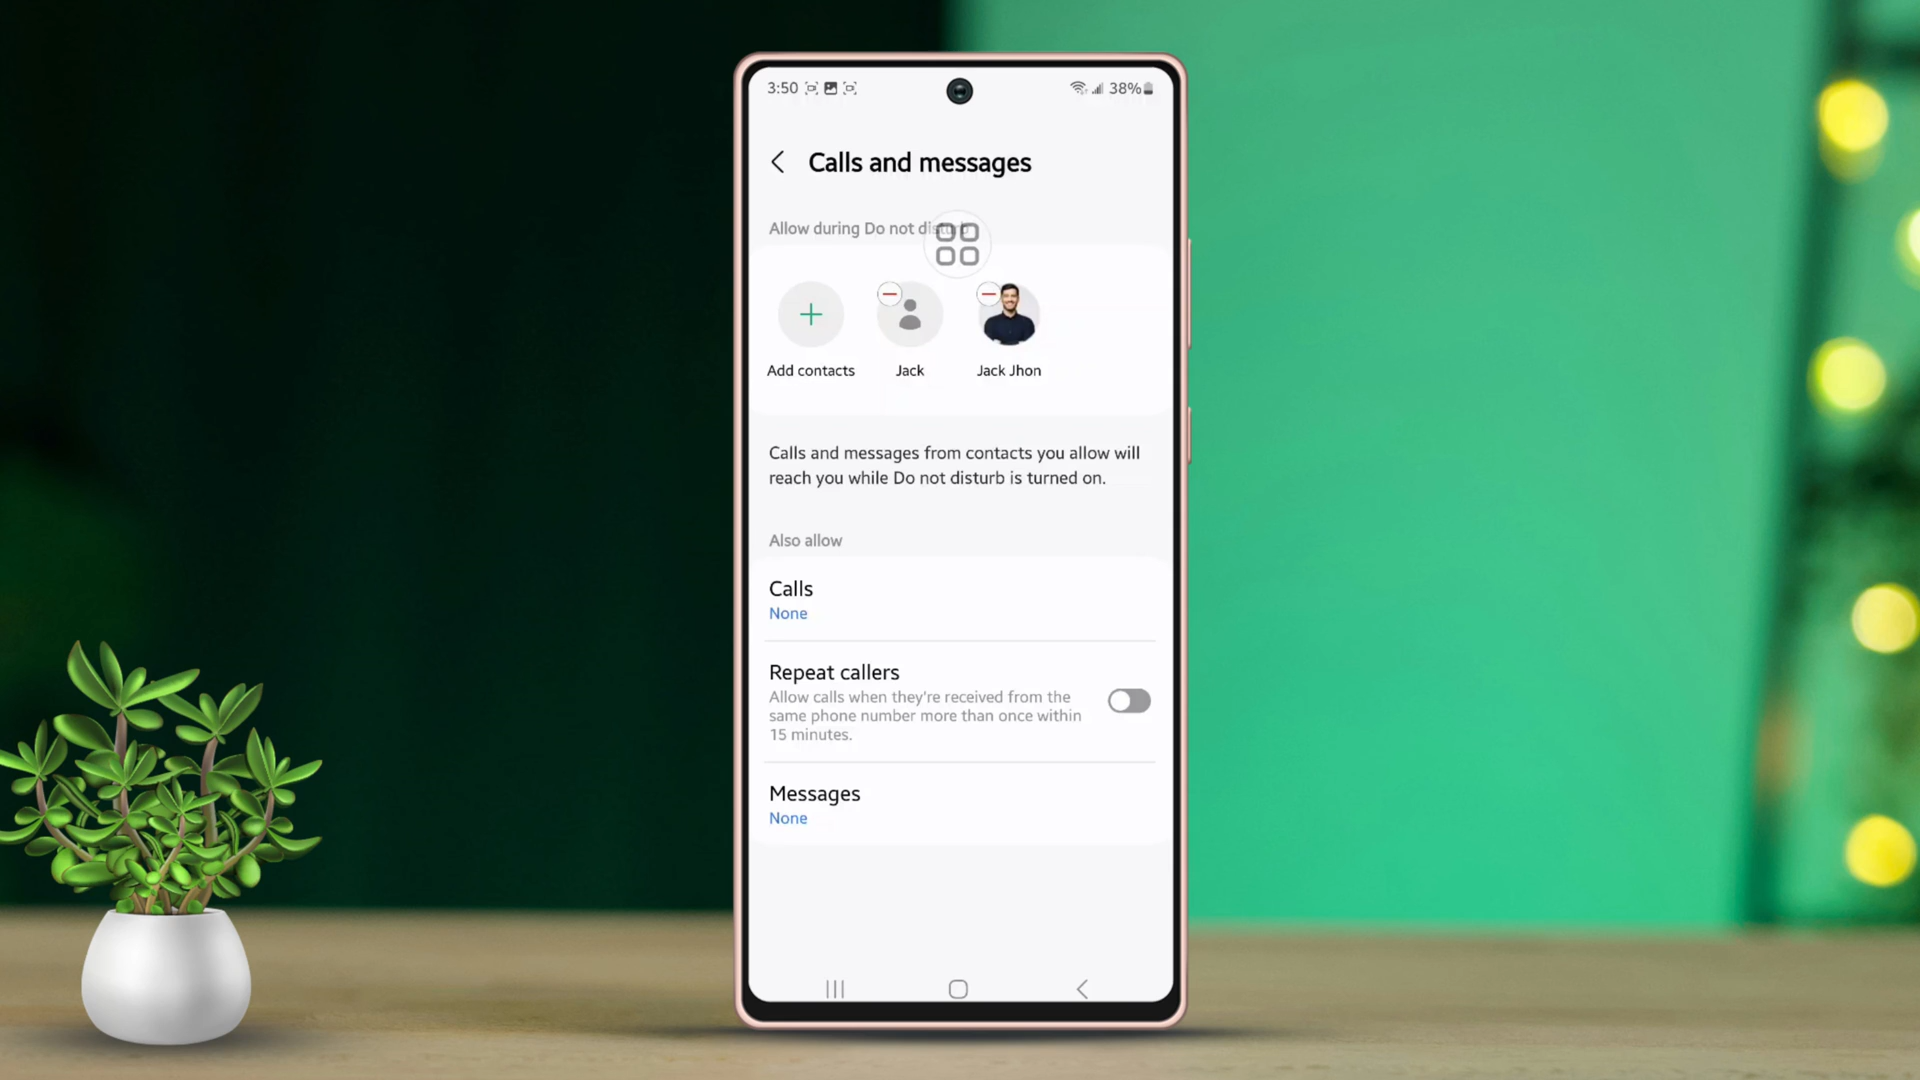 3:50
38%
Calls and messages
Allow during Do not disturb
Add contacts
Jack
Jack Jhon
Calls and messages from contacts you allow will
reach you while Do not disturb is turned on.
Also allow
Calls
None
Repeat callers
Allow calls when they're received from the
same phone number more than once within
15 minutes.
Messages
None